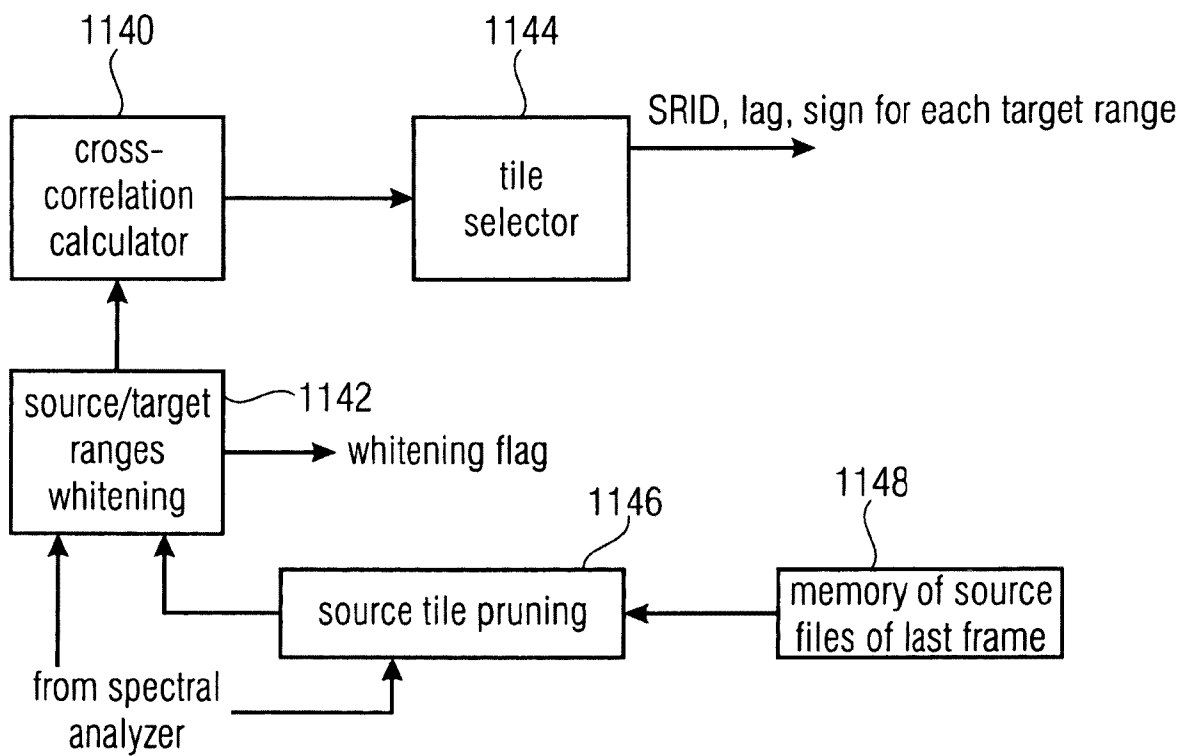 1140
1144
SRID, lag, sign for each target range
cross-
correlation
calculator
tile
selector
source/target
ranges
whitening
1142
whitening flag
1146
1148
source tile pruning
memory of source
files of last frame
from spectral
analyzer